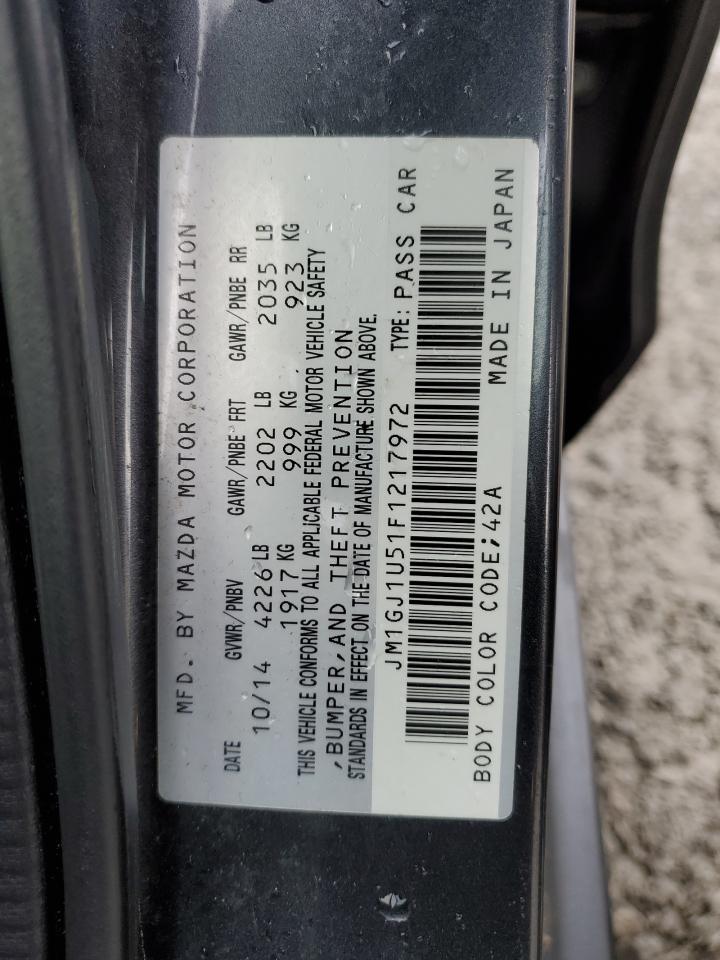 MFD. BY MAZDA MOTOR CORPORATION
DATE GVWR/PNBV GAWR/PNBE FRT GAWR/PNBE RR
10/14 4226 LB 2202 LB 2035 LB
1917 KG 999 KG 923 KG
THIS VEHICLE CONFORMS TO ALL APPLICABLE FEDERAL MOTOR VEHICLE SAFETY
,BUMPER,AND THEFT PREVENTION
STANDARDS IN EFFECT ON THE DATE OF MANUFACTURE SHOWN ABOVE.
JM1GJ1U51F1217972 TYPE: PASS CAR
BODY COLOR CODE;42A MADE IN JAPAN